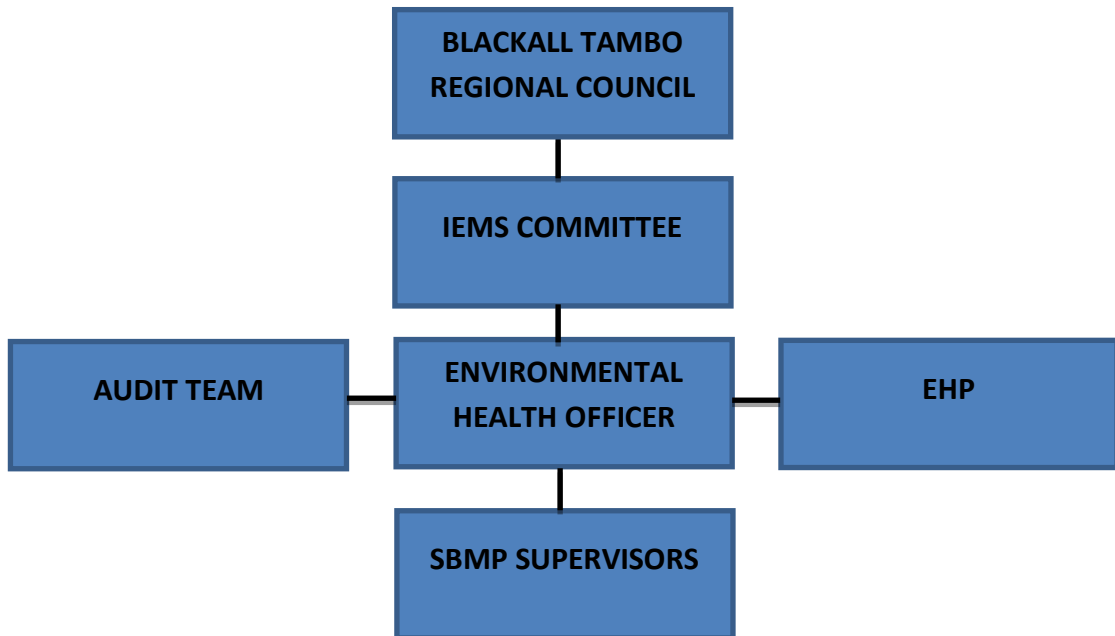 BLACKALL TAMBO
REGIONAL COUNCIL
IEMS COMMITTEE
AUDIT TEAM
ENVIRONMENTAL
HEALTH OFFICER
EHP
SBMP SUPERVISORS